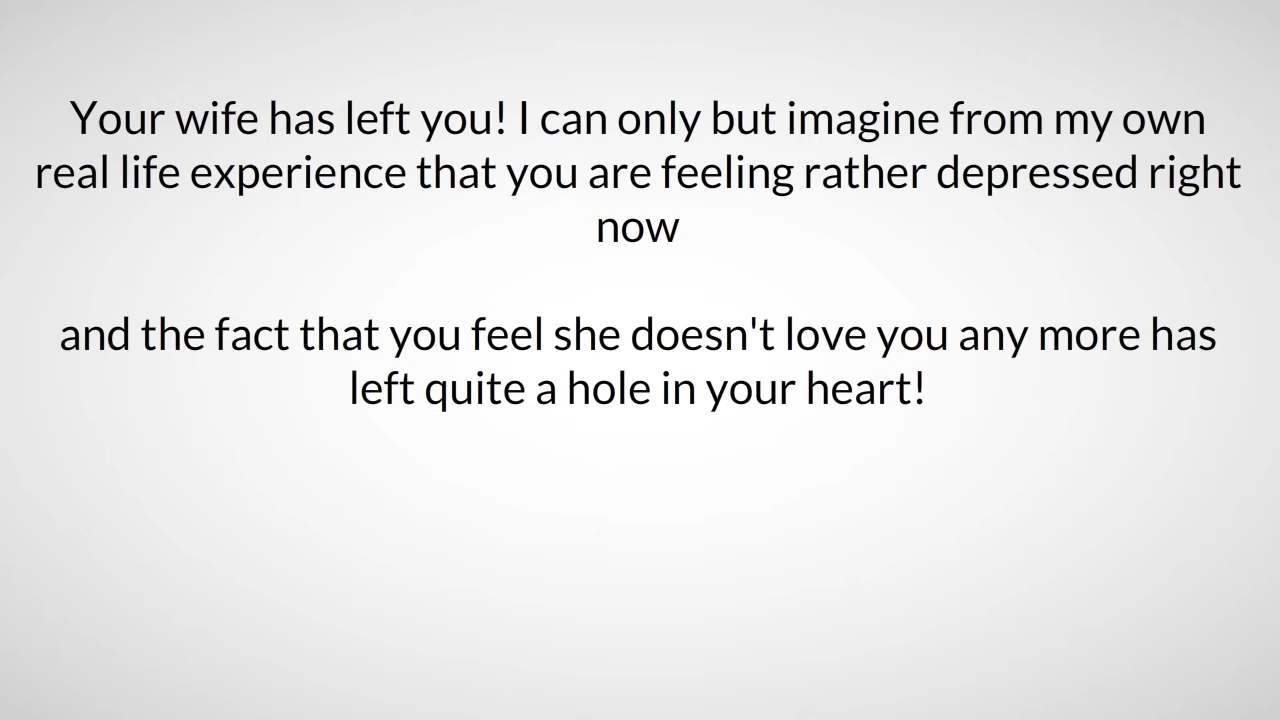 Your wife has left you! I can only but imagine from my own
real life experience that you are feeling rather depressed right
now
and the fact that you feel she doesn't love you any more has
left quite a hole in your heart!